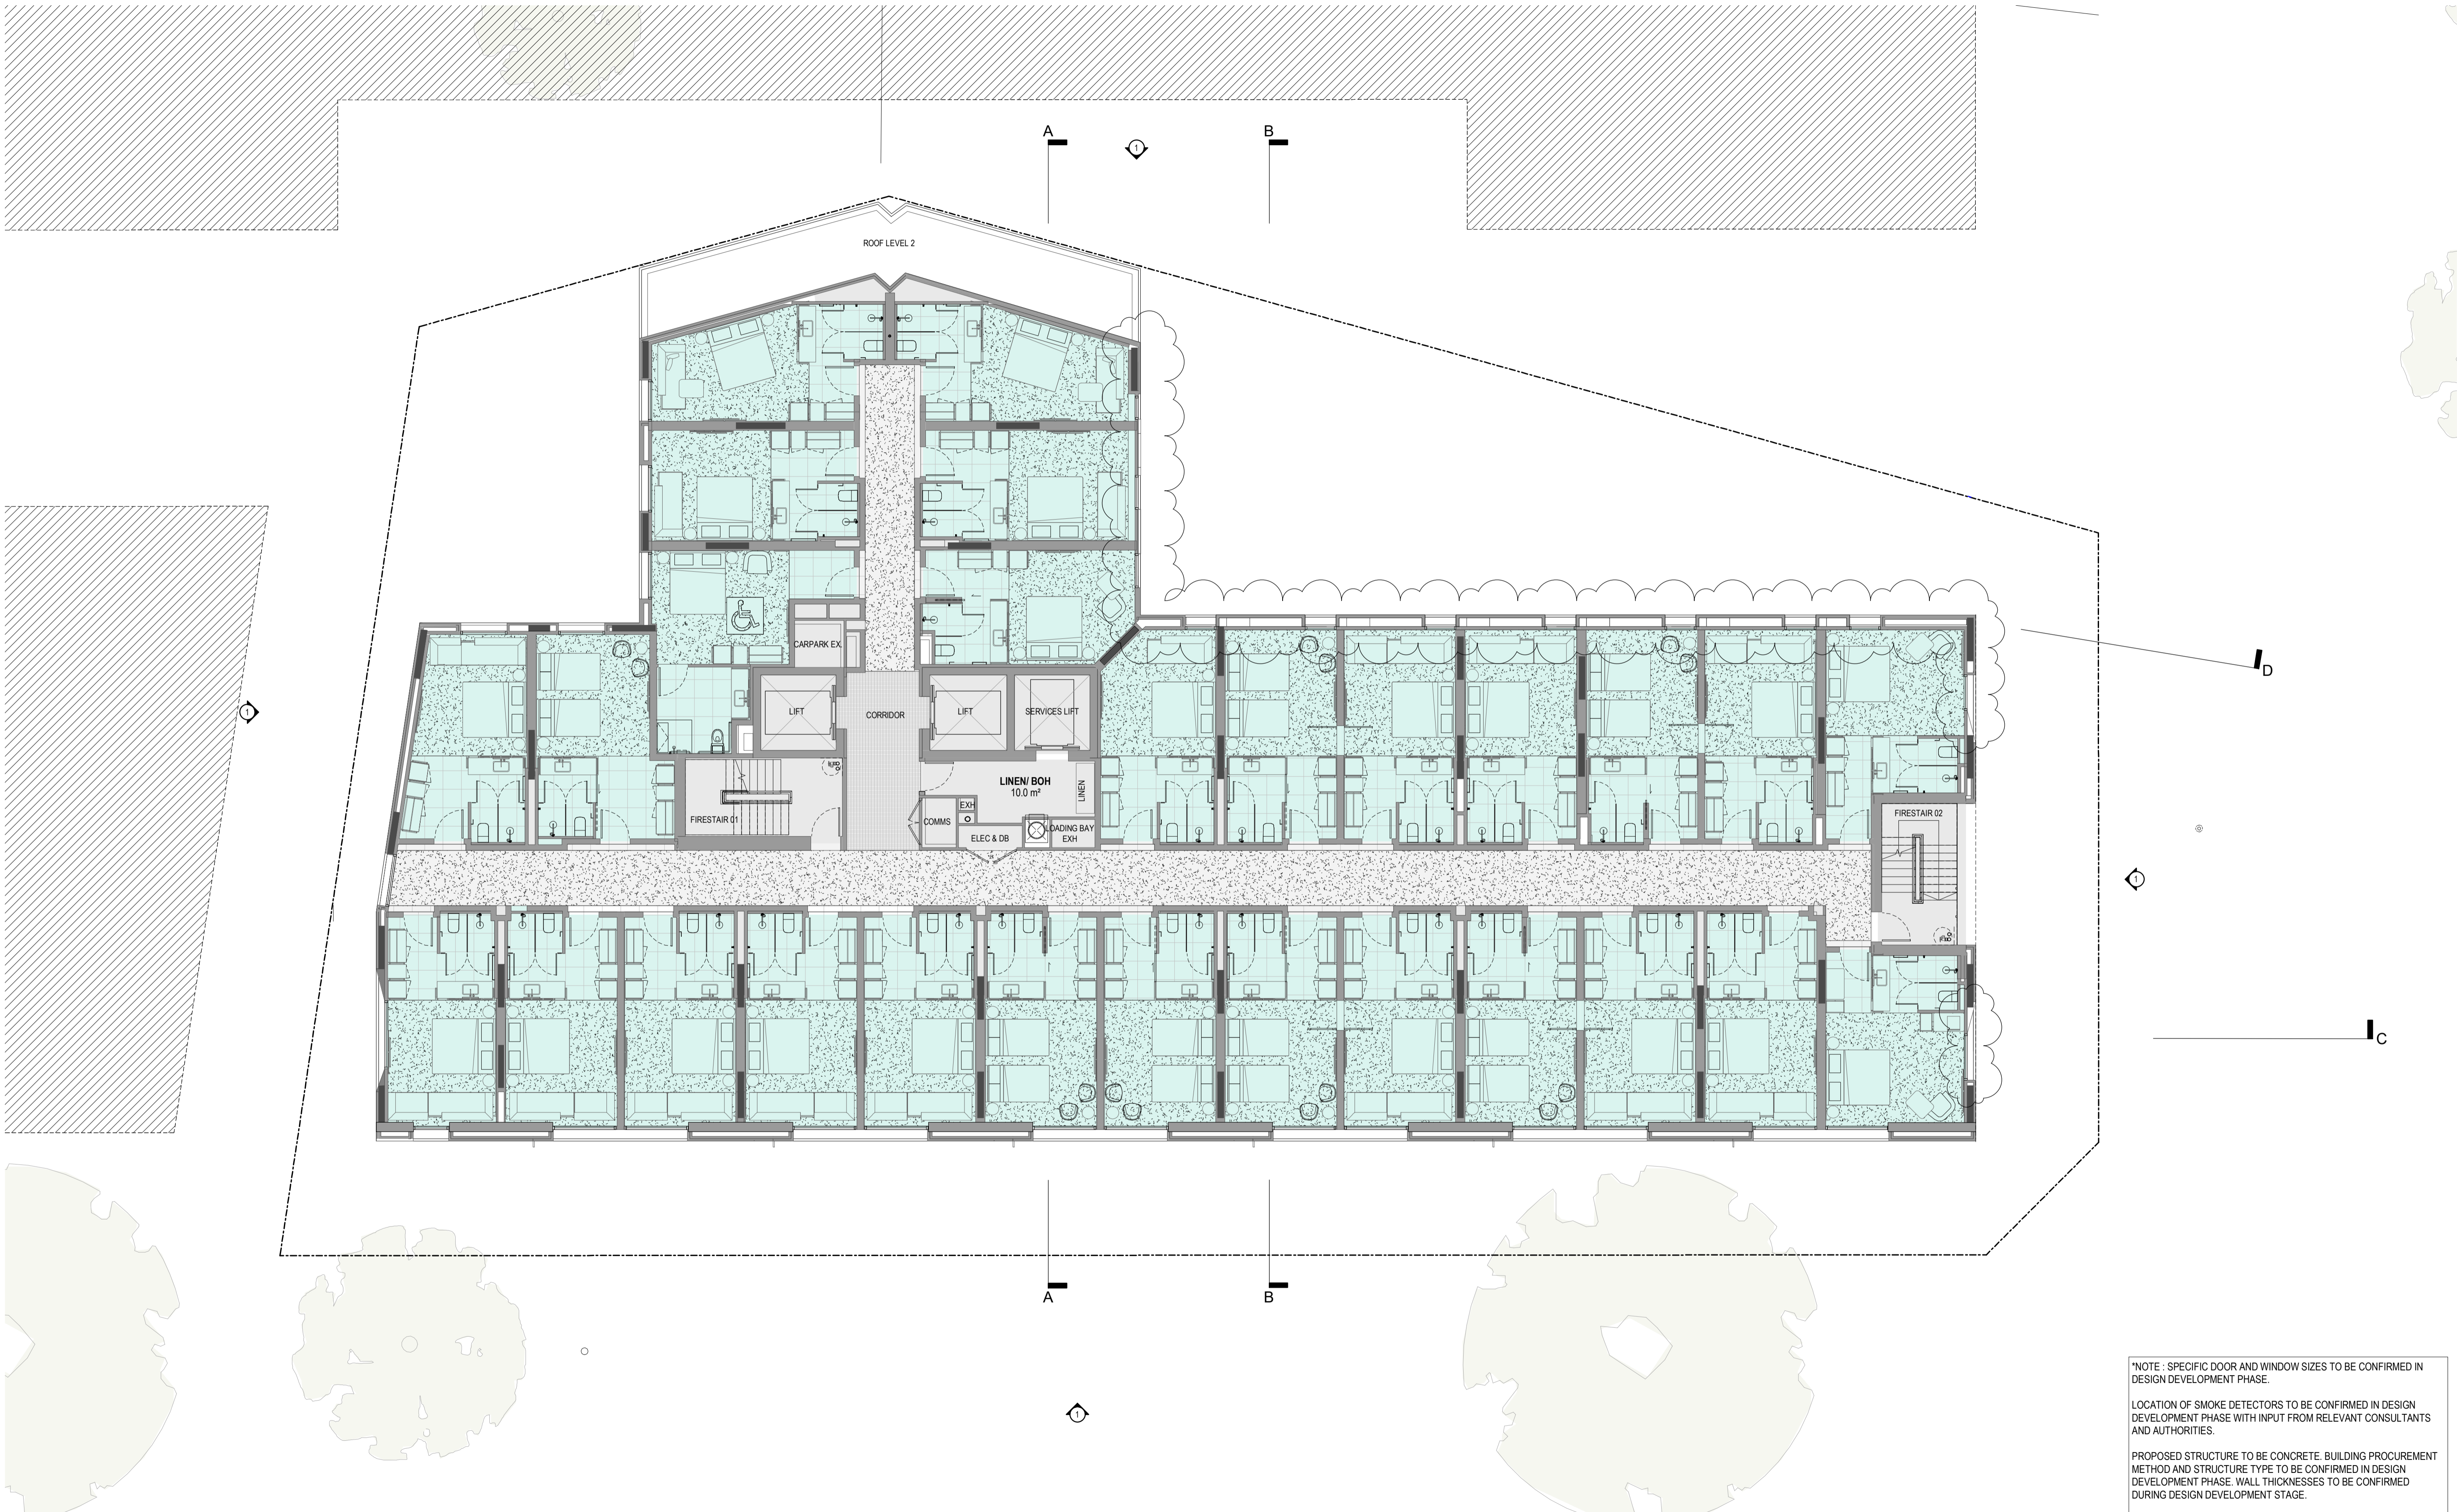 A
B
1
ROOF LEVEL 2
CARPARK EX.
D
1
LIFT
CORRIDOR
LIFT
SERVICES LIFT
LINEN/ BOH
10.0 m²
LINEN
EXH
COMMS
FIRESTAIR 01
LOADING BAY
EXH
ELEC & DB
FIRESTAIR 02
1
C
A
B
1
*NOTE : SPECIFIC DOOR AND WINDOW SIZES TO BE CONFIRMED IN
DESIGN DEVELOPMENT PHASE.
LOCATION OF SMOKE DETECTORS TO BE CONFIRMED IN DESIGN
DEVELOPMENT PHASE WITH INPUT FROM RELEVANT CONSULTANTS
AND AUTHORITIES.
PROPOSED STRUCTURE TO BE CONCRETE. BUILDING PROCUREMENT
METHOD AND STRUCTURE TYPE TO BE CONFIRMED IN DESIGN
DEVELOPMENT PHASE. WALL THICKNESSES TO BE CONFIRMED
DURING DESIGN DEVELOPMENT STAGE.